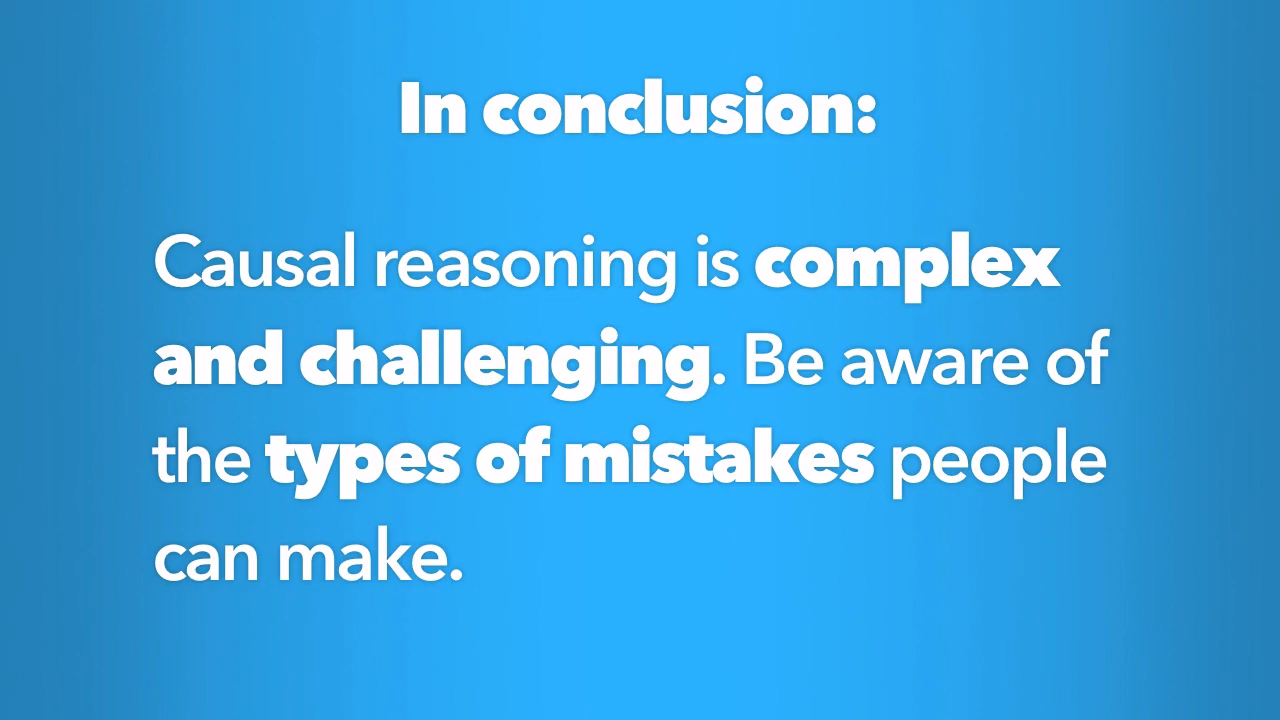 In conclusion:
Causal reasoning is complex
and challenging. Be aware of
the types of mistakes people
can make.